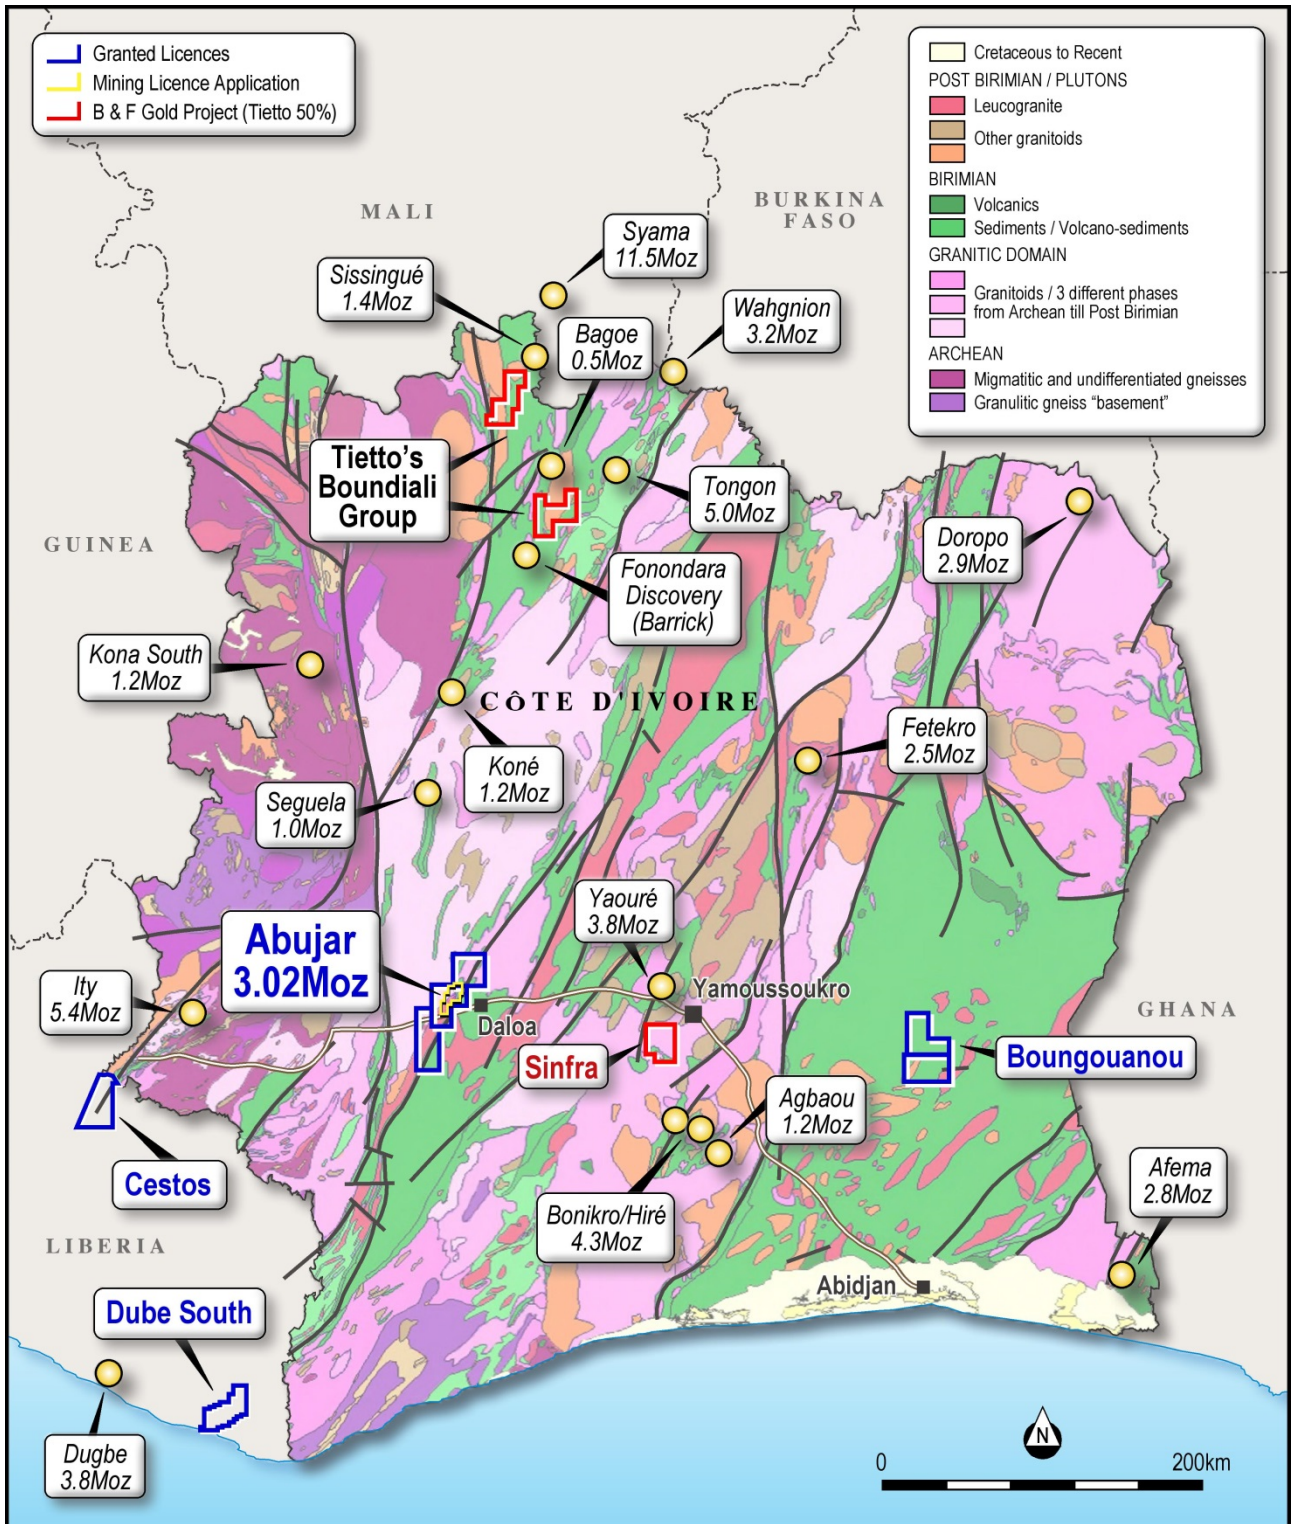 Granted Licences
Mining Licence Application
B & F Gold Project (Tietto 50%)
Cretaceous to Recent
POST BIRIMIAN / PLUTONS
Leucogranite
Other granitoids
BIRIMIAN
Volcanics
Sediments / Volcano-sediments
GRANITIC DOMAIN
Granitoids / 3 different phases
from Archean till Post Birimian
ARCHEAN
Migmatitic and undifferentiated gneisses
Granulitic gneiss “basement”
MALI
BURKINA
FASO
Syama
11.5Moz
Sissingué
1.4Moz
Wahgnion
3.2Moz
Bagoe
0.5Moz
Tietto's
Boundiali
Group
Tongon
5.0Moz
GUINEA
Doropo
2.9Moz
Fonondara
Discovery
(Barrick)
Kona South
1.2Moz
CÔTE D'IVOIRE
Fetekro
2.5Moz
Koné
1.2Moz
Seguela
1.0Moz
Yaouré
3.8Moz
Abujar
3.02Moz
Ity
5.4Moz
Yamoussoukro
Daloa
GHANA
Sinfra
Boungouanou
Agbaou
1.2Moz
Cestos
Afema
2.8Moz
Bonikro/Hiré
4.3Moz
LIBERIA
Abidjan
Dube South
Dugbe
3.8Moz
N
0 200km